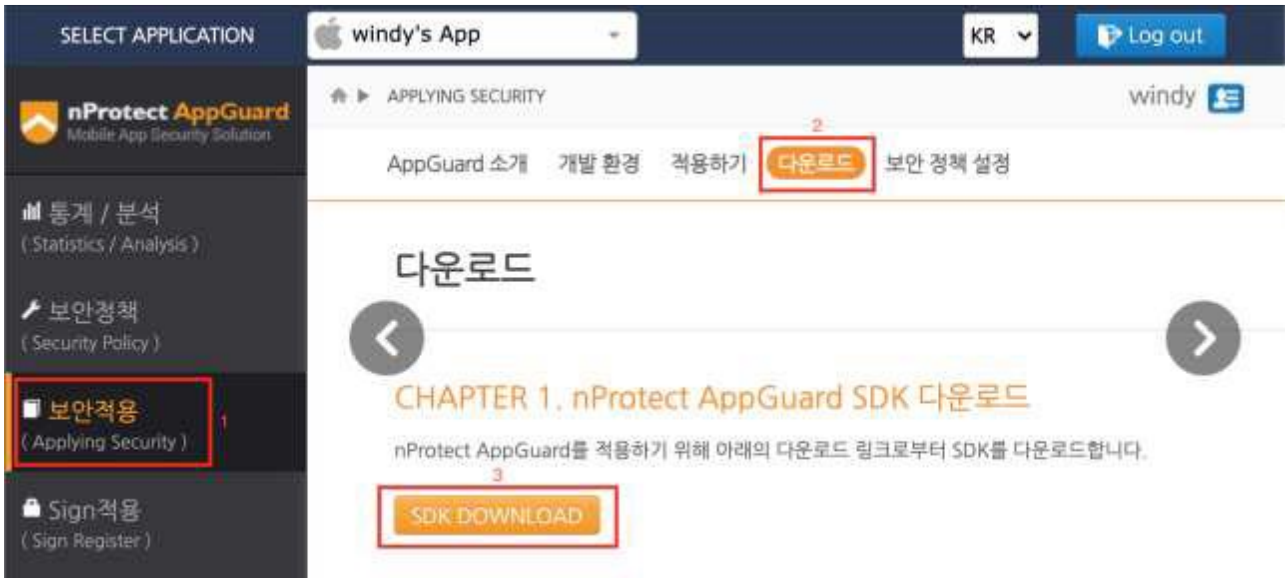 SELECT APPLICATION
windy's App
KR
Log out
nProtect AppGuard
Mobile App Security Solution
APPLYING SECURITY
windy
2
AppGuard 소개 개발 환경 적용하기 다운로드 보안 정책 설정
통계 / 분석
( Statistics / Analysis )
보안정책
( Security Policy )
보안적용
1
( Applying Security )
Sign적용
( Sign Register )
다운로드
CHAPTER 1. nProtect AppGuard SDK 다운로드
nProtect AppGuard를 적용하기 위해 아래의 다운로드 링크로부터 SDK를 다운로드합니다.
3
SDK DOWNLOAD